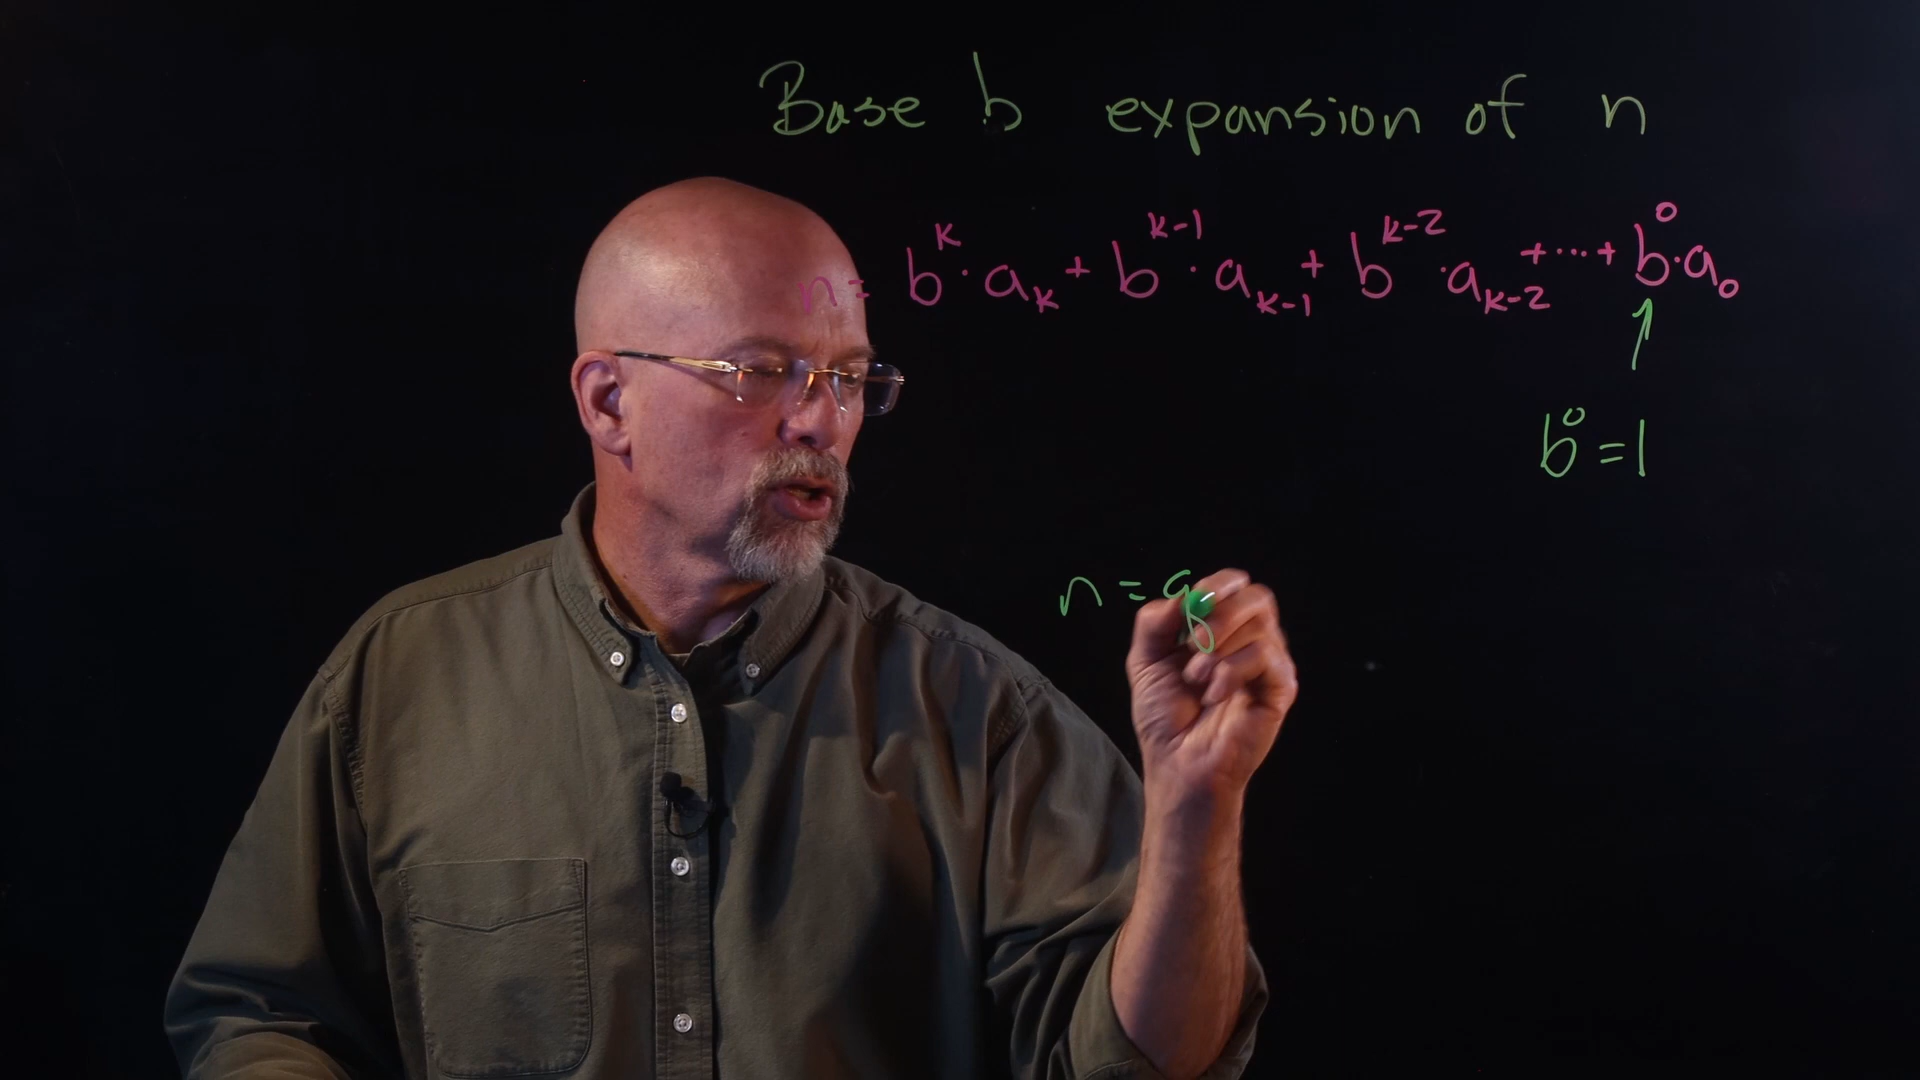 Base b expansion of n
n = b^k · a_k + b^(k-1) · a_(k-1) + b^(k-2) · a_(k-2) + ... + b^0 · a_0
b^0 = 1
n = q